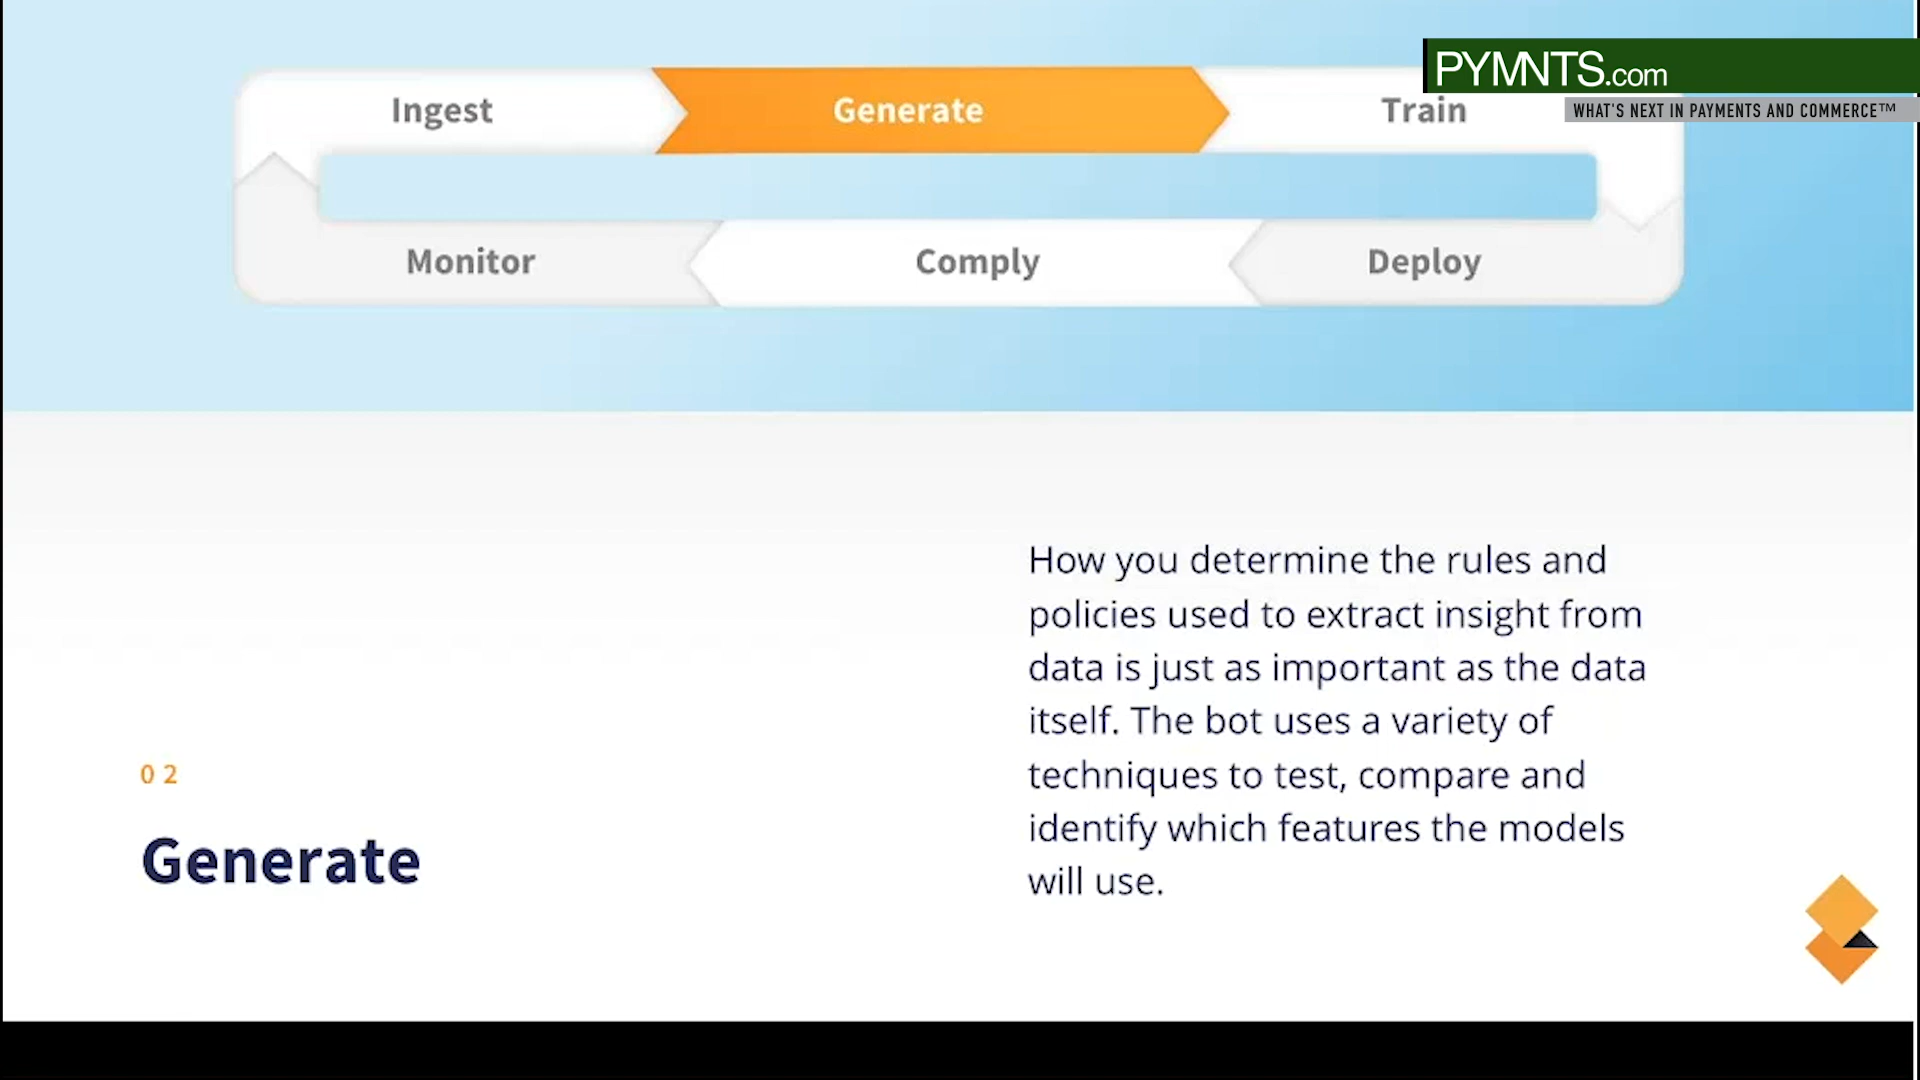 PYMNTS.com
WHAT'S NEXT IN PAYMENTS AND COMMERCE™
Ingest
Generate
Train
Monitor
Comply
Deploy
How you determine the rules and
policies used to extract insight from
data is just as important as the data
itself. The bot uses a variety of
techniques to test, compare and
identify which features the models
will use.
02
Generate